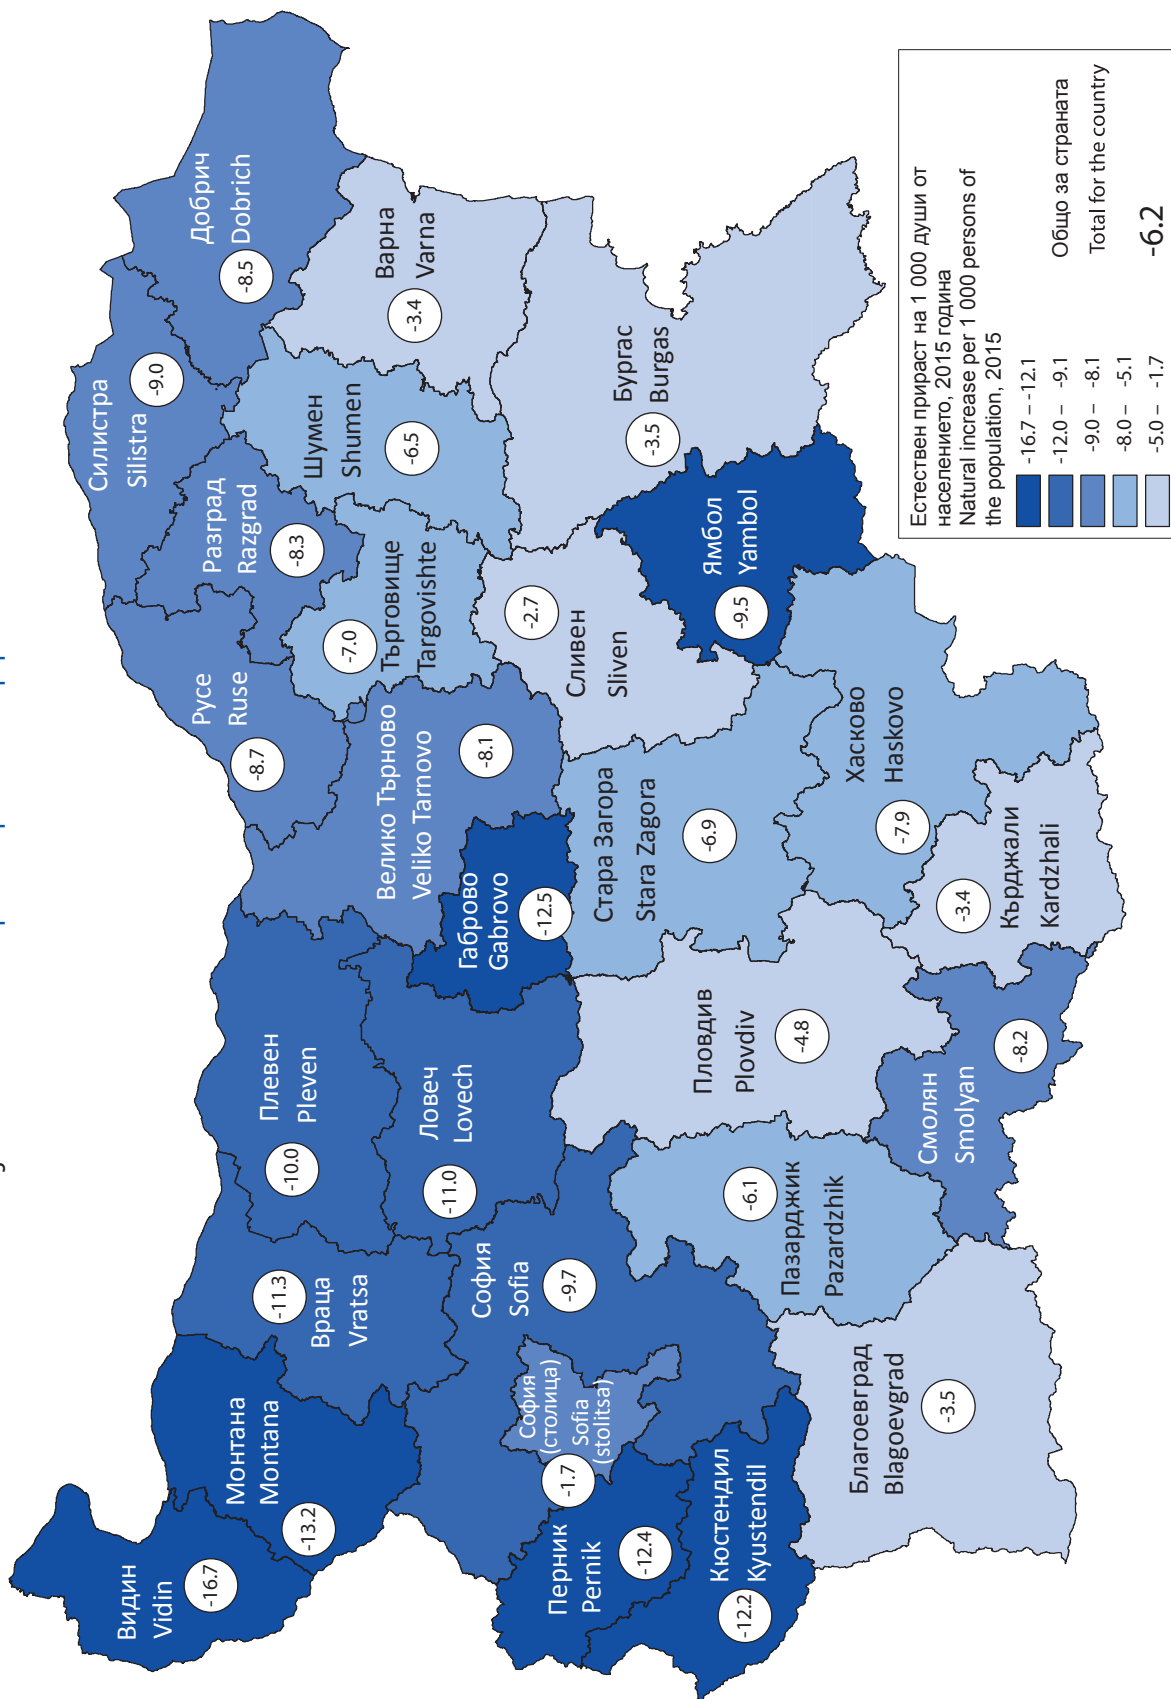 Видин
Vidin
-16.7
Монтана
Montana
-13.2
Враца
Vratsa
-11.3
Плевен
Pleven
-10.0
Ловеч
Lovech
-11.0
Велико Търново
Veliko Tarnovo
-8.1
Габрово
Gabrovo
-12.5
Русе
Ruse
-8.7
Разград
Razgrad
-8.3
Силистра
Silistra
-9.0
Добрич
Dobrich
-8.5
Варна
Varna
-3.4
Шумен
Shumen
-6.5
Търговище
Targovishte
-7.0
София
Sofia
-9.7
София
(столица)
Sofia
(stolitsa)
-1.7
Перник
Pernik
-12.4
Кюстендил
Kyustendil
-12.2
Благоевград
Blagoevgrad
-3.5
Пазарджик
Pazardzhik
-6.1
Пловдив
Plovdiv
-4.8
Смолян
Smolyan
-8.2
Стара Загора
Stara Zagora
-6.9
Сливен
Sliven
-2.7
Ямбол
Yambol
-9.5
Бургас
Burgas
-3.5
Хасково
Haskovo
-7.9
Кърджали
Kardzhali
-3.4
Естествен прираст на 1 000 души от
населението, 2015 година
Natural increase per 1 000 persons of
the population, 2015
-16.7 – -12.1
-12.0 – -9.1
-9.0 – -8.1
-8.0 – -5.1
-5.0 – -1.7
Общо за страната
Total for the country
-6.2